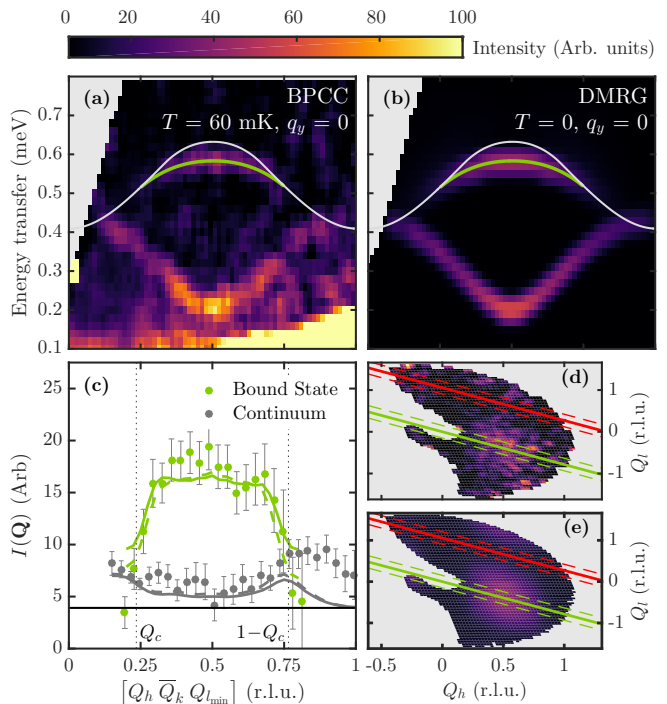 0 20 40 60 80 100
Intensity (Arb. units)
(a) BPCC
T = 60 mK, q_y = 0
(b) DMRG
T = 0, q_y = 0
Energy transfer (meV)
0.7
0.6
0.5
0.4
0.3
0.2
0.1
(c)
Bound State
Continuum
I(Q) (Arb)
25
20
15
10
5
0
Q_c
1−Q_c
0 0.25 0.5 0.75 1
[Q_h Q̅_k Q_{l_min}] (r.l.u.)
(d)
1
0
-1
Q_l (r.l.u.)
(e)
1
0
-1
Q_l (r.l.u.)
-0.5 0 0.5 1
Q_h (r.l.u.)